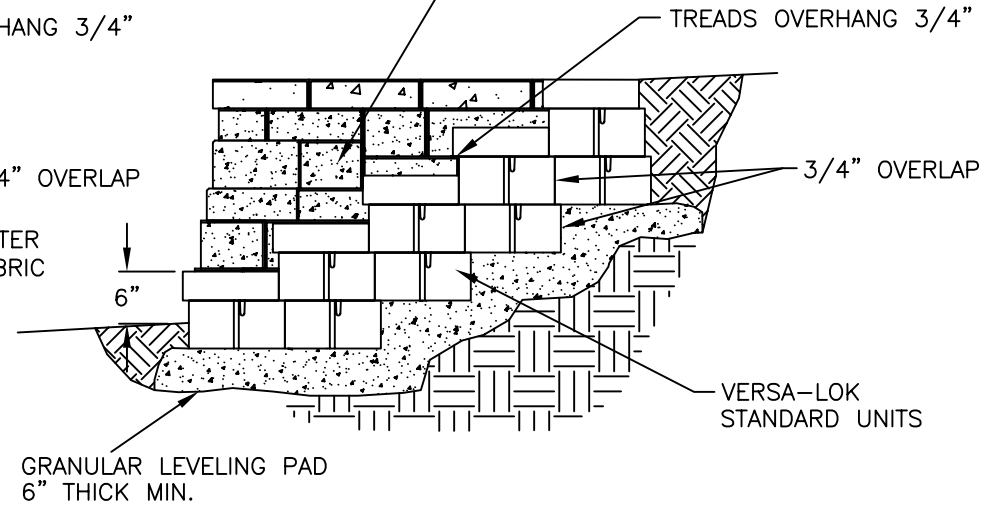 HANG 3/4”
TREADS OVERHANG 3/4”
4” OVERLAP
3/4” OVERLAP
TER
BRIC
6”
VERSA-LOK
STANDARD UNITS
GRANULAR LEVELING PAD
6” THICK MIN.